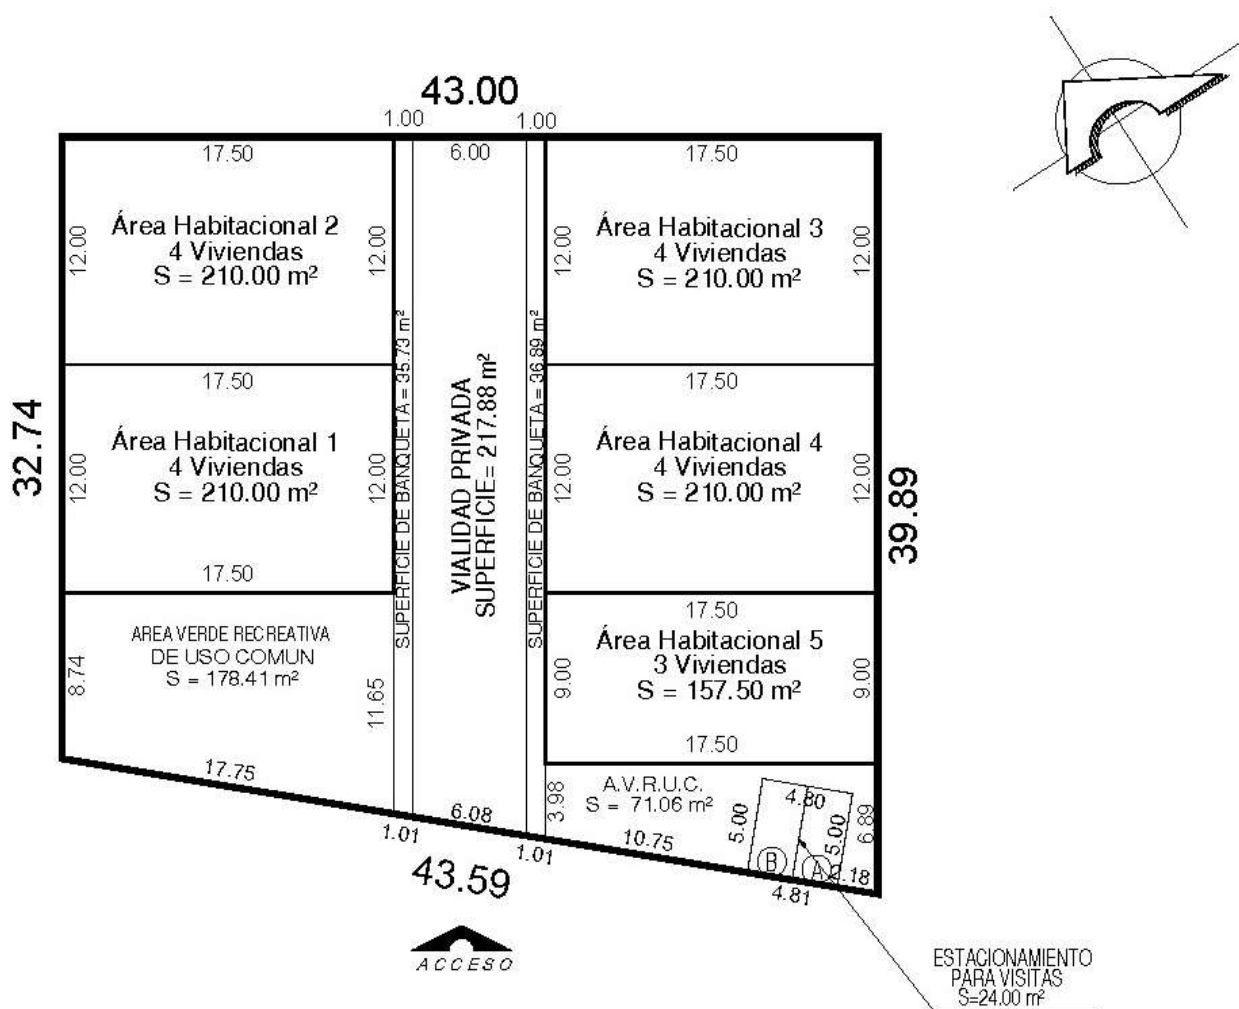 43.00
1.00
1.00
17.50
6.00
17.50
Área Habitacional 2
4 Viviendas
S = 210.00 m²
12.00
12.00
Área Habitacional 3
4 Viviendas
S = 210.00 m²
12.00
12.00
32.74
17.50
Área Habitacional 1
4 Viviendas
S = 210.00 m²
12.00
12.00
17.50
SUPERFICIE DE BANQUETA = 35.73 m²
VIALIDAD PRIVADA
SUPERFICIE= 217.88 m²
SUPERFICIE DE BANQUETA = 36.89 m²
17.50
Área Habitacional 4
4 Viviendas
S = 210.00 m²
12.00
12.00
39.89
AREA VERDE RECREATIVA
DE USO COMUN
S = 178.41 m²
8.74
11.65
17.75
17.50
Área Habitacional 5
3 Viviendas
S = 157.50 m²
9.00
9.00
17.50
A.V.R.U.C.
S = 71.06 m²
3.98
4.80
5.00
5.00
6.89
B
A
2.18
10.75
4.81
6.08
1.01
1.01
43.59
ACCESO
ESTACIONAMIENTO
PARA VISITAS
S=24.00 m²